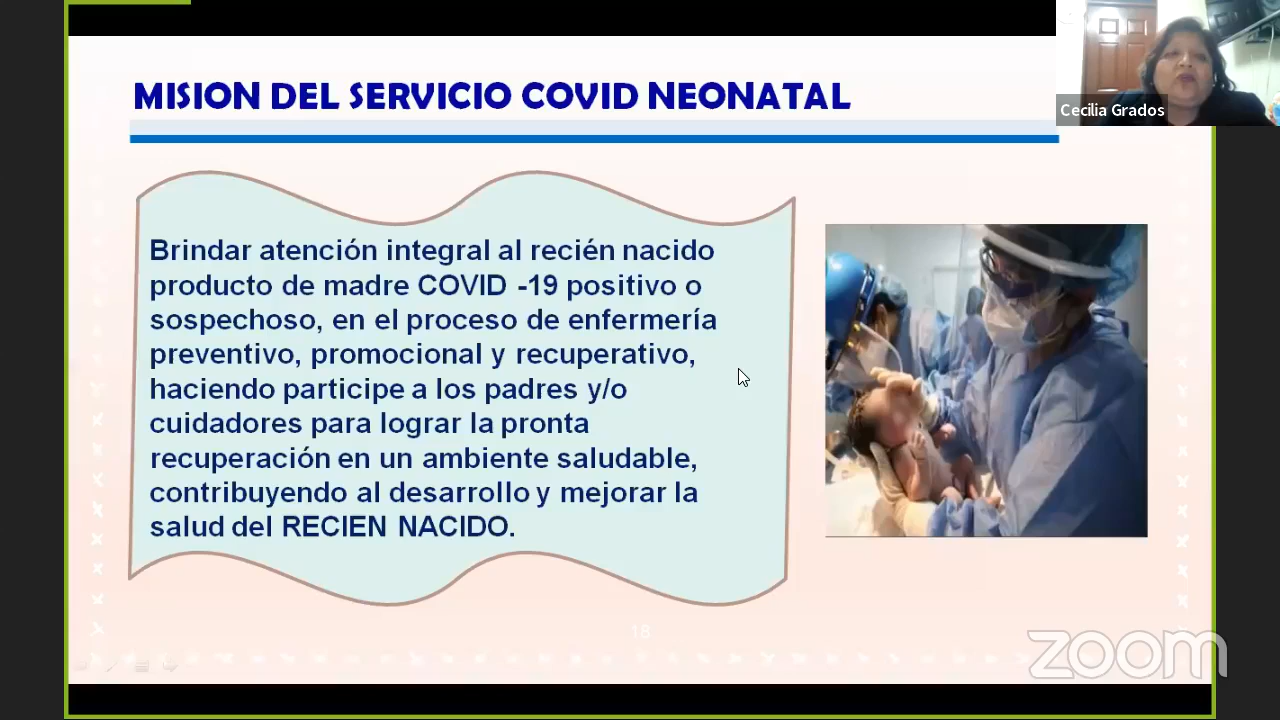 MISION DEL SERVICIO COVID NEONATAL
Cecilia Grados
Brindar atención integral al recién nacido
producto de madre COVID -19 positivo o
sospechoso, en el proceso de enfermería
preventivo, promocional y recuperativo,
haciendo participe a los padres y/o
cuidadores para lograr la pronta
recuperación en un ambiente saludable,
contribuyendo al desarrollo y mejorar la
salud del RECIEN NACIDO.
18
zoom